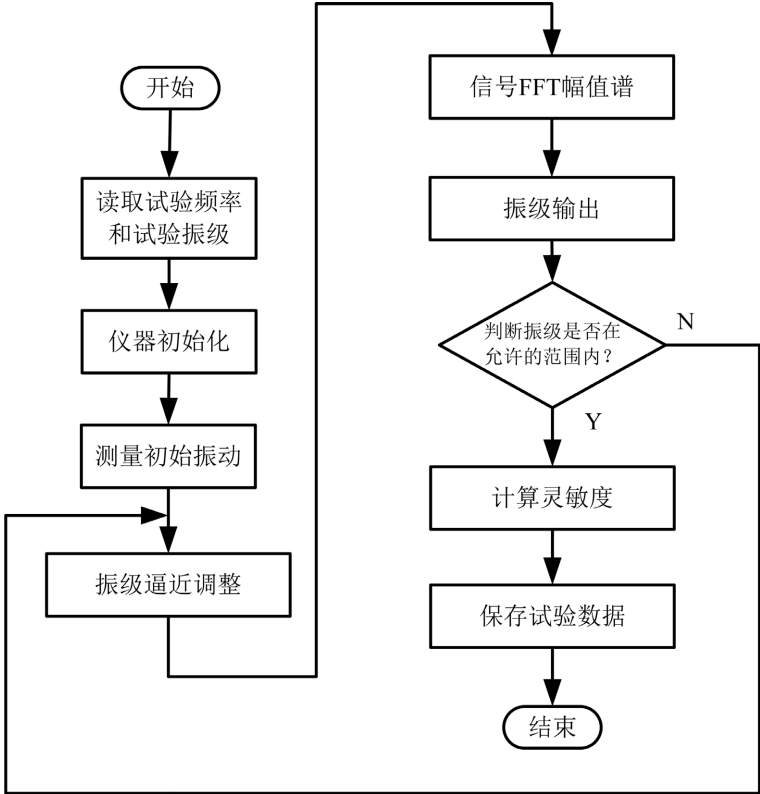 开始
读取试验频率
和试验振级
仪器初始化
测量初始振动
振级逼近调整
信号FFT幅值谱
振级输出
判断振级是否在
允许的范围内？
N
Y
计算灵敏度
保存试验数据
结束